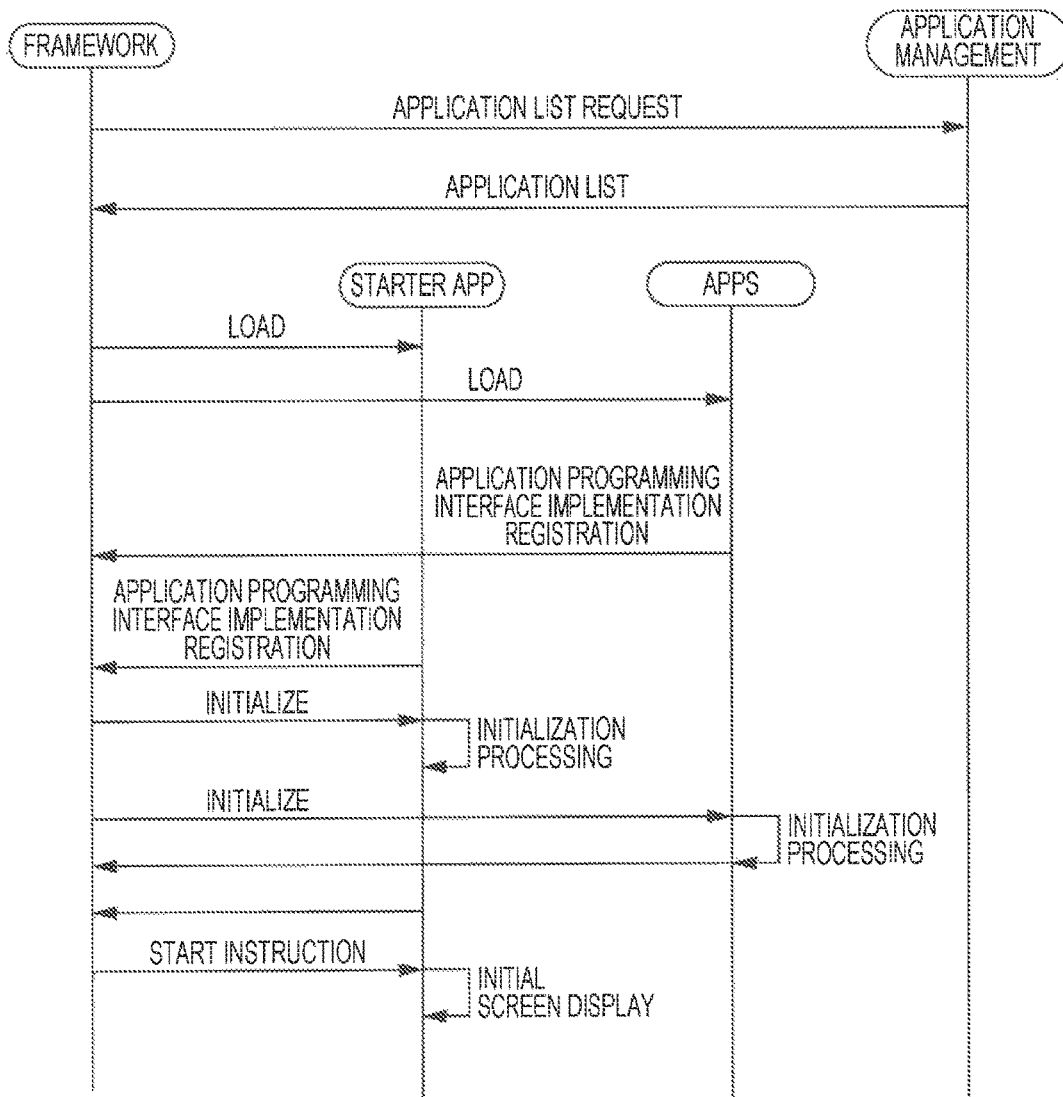 FRAMEWORK
APPLICATION
MANAGEMENT
APPLICATION LIST REQUEST
APPLICATION LIST
STARTER APP
APPS
LOAD
LOAD
APPLICATION PROGRAMMING
INTERFACE IMPLEMENTATION
REGISTRATION
APPLICATION PROGRAMMING
INTERFACE IMPLEMENTATION
REGISTRATION
INITIALIZE
INITIALIZATION
PROCESSING
INITIALIZE
INITIALIZATION
PROCESSING
START INSTRUCTION
INITIAL
SCREEN DISPLAY